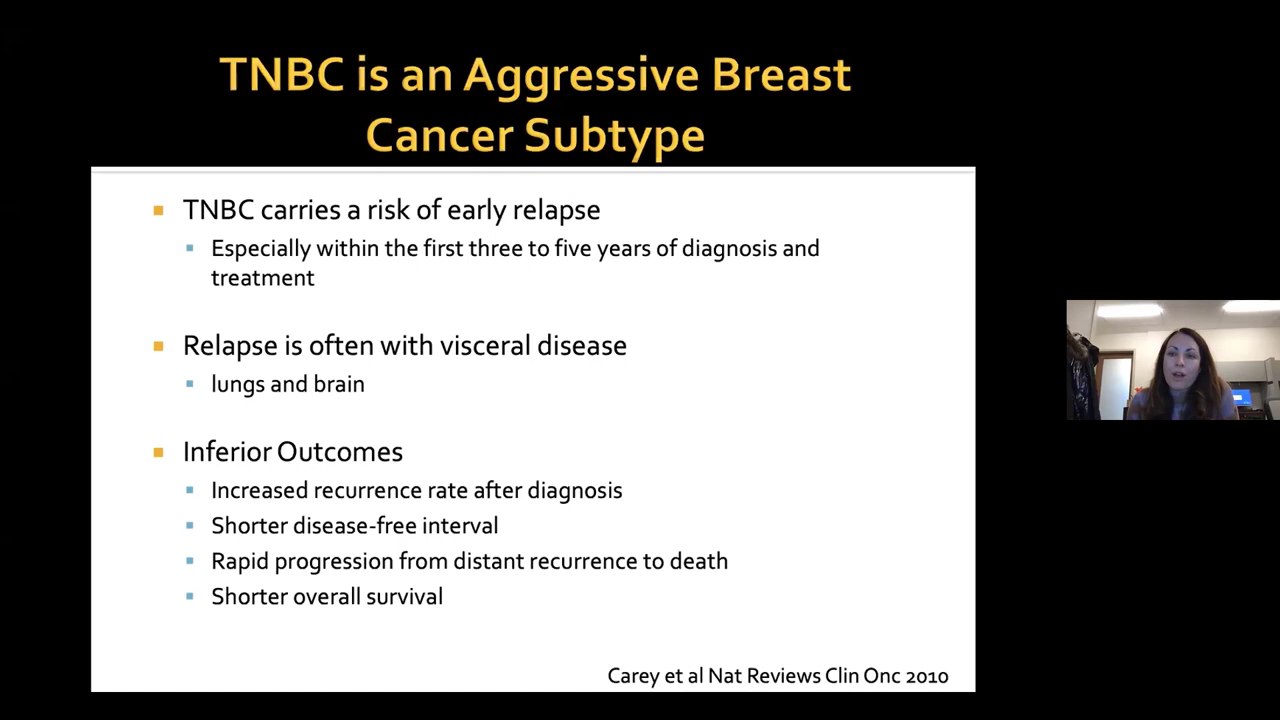 TNBC is an Aggressive Breast
Cancer Subtype
TNBC carries a risk of early relapse
Especially within the first three to five years of diagnosis and
treatment
Relapse is often with visceral disease
lungs and brain
Inferior Outcomes
Increased recurrence rate after diagnosis
Shorter disease-free interval
Rapid progression from distant recurrence to death
Shorter overall survival
Carey et al Nat Reviews Clin Onc 2010